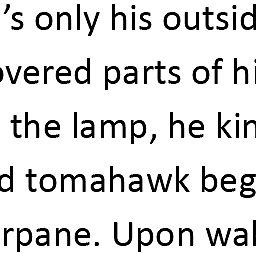 ’s only his outsid
overed parts of hi
the lamp, he kin
d tomahawk beg
rpane. Upon wal